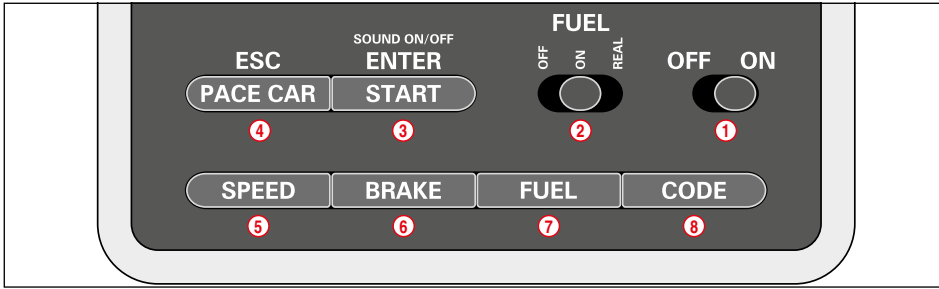 FUEL
SOUND ON/OFF
OFF ON REAL
ESC ENTER OFF ON
PACE CAR START
4 3 2 1
SPEED BRAKE FUEL CODE
5 6 7 8